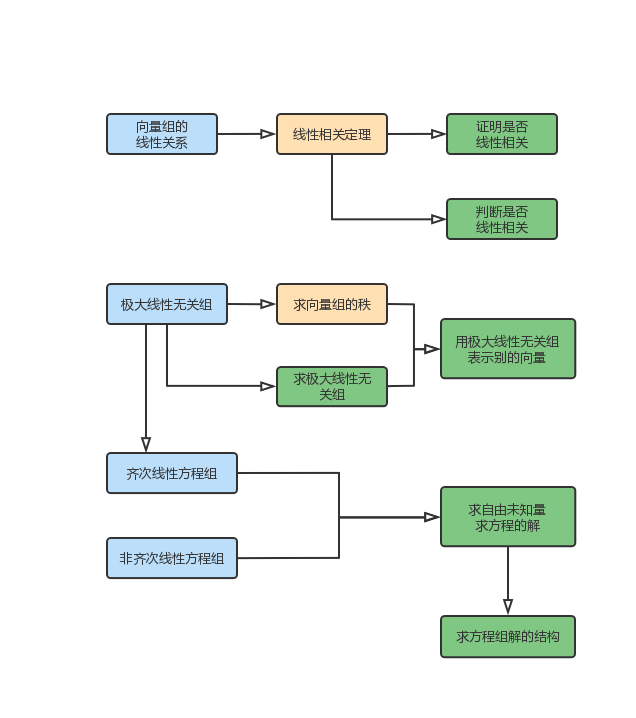 向量组的
线性关系
线性相关定理
证明是否
线性相关
判断是否
线性相关
极大线性无关组
求向量组的秩
用极大线性无关组
表示别的向量
求极大线性无
关组
齐次线性方程组
求自由未知量
求方程的解
非齐次线性方程组
求方程组解的结构